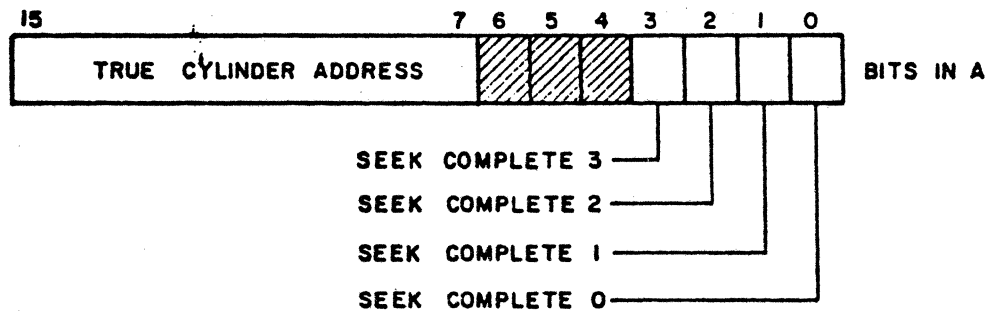 15 7 6 5 4 3 2 1 0
TRUE CYLINDER ADDRESS BITS IN A
SEEK COMPLETE 3
SEEK COMPLETE 2
SEEK COMPLETE 1
SEEK COMPLETE 0